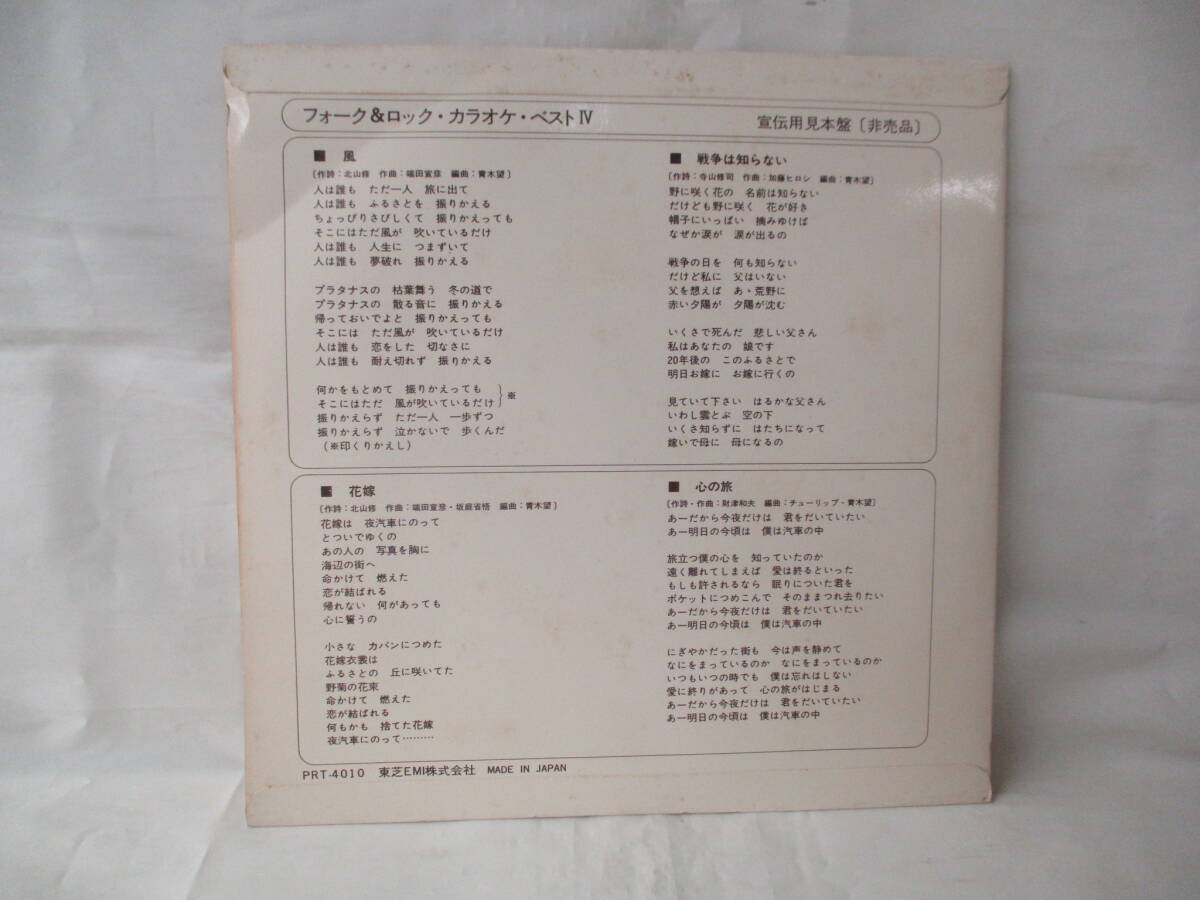 フォーク&ロック・カラオケ・ベストⅣ
宣伝用見本盤〔非売品〕
■ 風
〔作詩:北山修 作曲:端田宣彦 編曲:青木望〕
人は誰も ただ一人 旅に出て
人は誰も ふるさとを 振りかえる
ちょっぴりさびしくて 振りかえっても
そこにはただ風が 吹いているだけ
人は誰も 人生に つまずいて
人は誰も 夢破れ 振りかえる
プラタナスの 枯葉舞う 冬の道で
プラタナスの 散る音に 振りかえる
帰っておいでよと 振りかえっても
そこには ただ風が 吹いているだけ
人は誰も 恋をした 切なさに
人は誰も 耐え切れず 振りかえる
何かをもとめて 振りかえっても
そこにはただ 風が吹いているだけ
※
振りかえらず ただ一人 一歩ずつ
振りかえらず 泣かないで 歩くんだ
(※印くりかえし)
■ 戦争は知らない
〔作詩:寺山修司 作曲:加藤ヒロシ 編曲:青木望〕
野に咲く花の 名前は知らない
だけども野に咲く 花が好き
帽子にいっぱい 摘みゆけば
なぜか涙が 涙が出るの
戦争の日を 何も知らない
だけど私に 父はいない
父を想えば あゝ荒野に
赤い夕陽が 夕陽が沈む
いくさで死んだ 悲しい父さん
私はあなたの 娘です
20年後の このふるさとで
明日お嫁に お嫁に行くの
見ていて下さい はるかな父さん
いわし雲とぶ 空の下
いくさ知らずに はたちになって
嫁いで母に 母になるの
■ 花嫁
〔作詩:北山修 作曲:端田宣彦・坂庭省悟 編曲:青木望〕
花嫁は 夜汽車にのって
とついでゆくの
あの人の 写真を胸に
海辺の街へ
命かけて 燃えた
恋が結ばれる
帰れない 何があっても
心に誓うの
小さな カバンにつめた
花嫁衣裳は
ふるさとの 丘に咲いてた
野菊の花束
命かけて 燃えた
恋が結ばれる
何もかも 捨てた花嫁
夜汽車にのって………
■ 心の旅
〔作詩・作曲:財津和夫 編曲:チューリップ・青木望〕
あーだから今夜だけは 君をだいていたい
あー明日の今頃は 僕は汽車の中
旅立つ僕の心を 知っていたのか
遠く離れてしまえば 愛は終るといった
もしも許されるなら 眠りについた君を
ポケットにつめこんで そのままつれ去りたい
あーだから今夜だけは 君をだいていたい
あー明日の今頃は 僕は汽車の中
にぎやかだった街も 今は声を静めて
なにをまっているのか なにをまっているのか
いつもいつの時でも 僕は忘れはしない
愛に終りがあって 心の旅がはじまる
あーだから今夜だけは 君をだいていたい
あー明日の今頃は 僕は汽車の中
PRT-4010 東芝EMI株式会社 MADE IN JAPAN